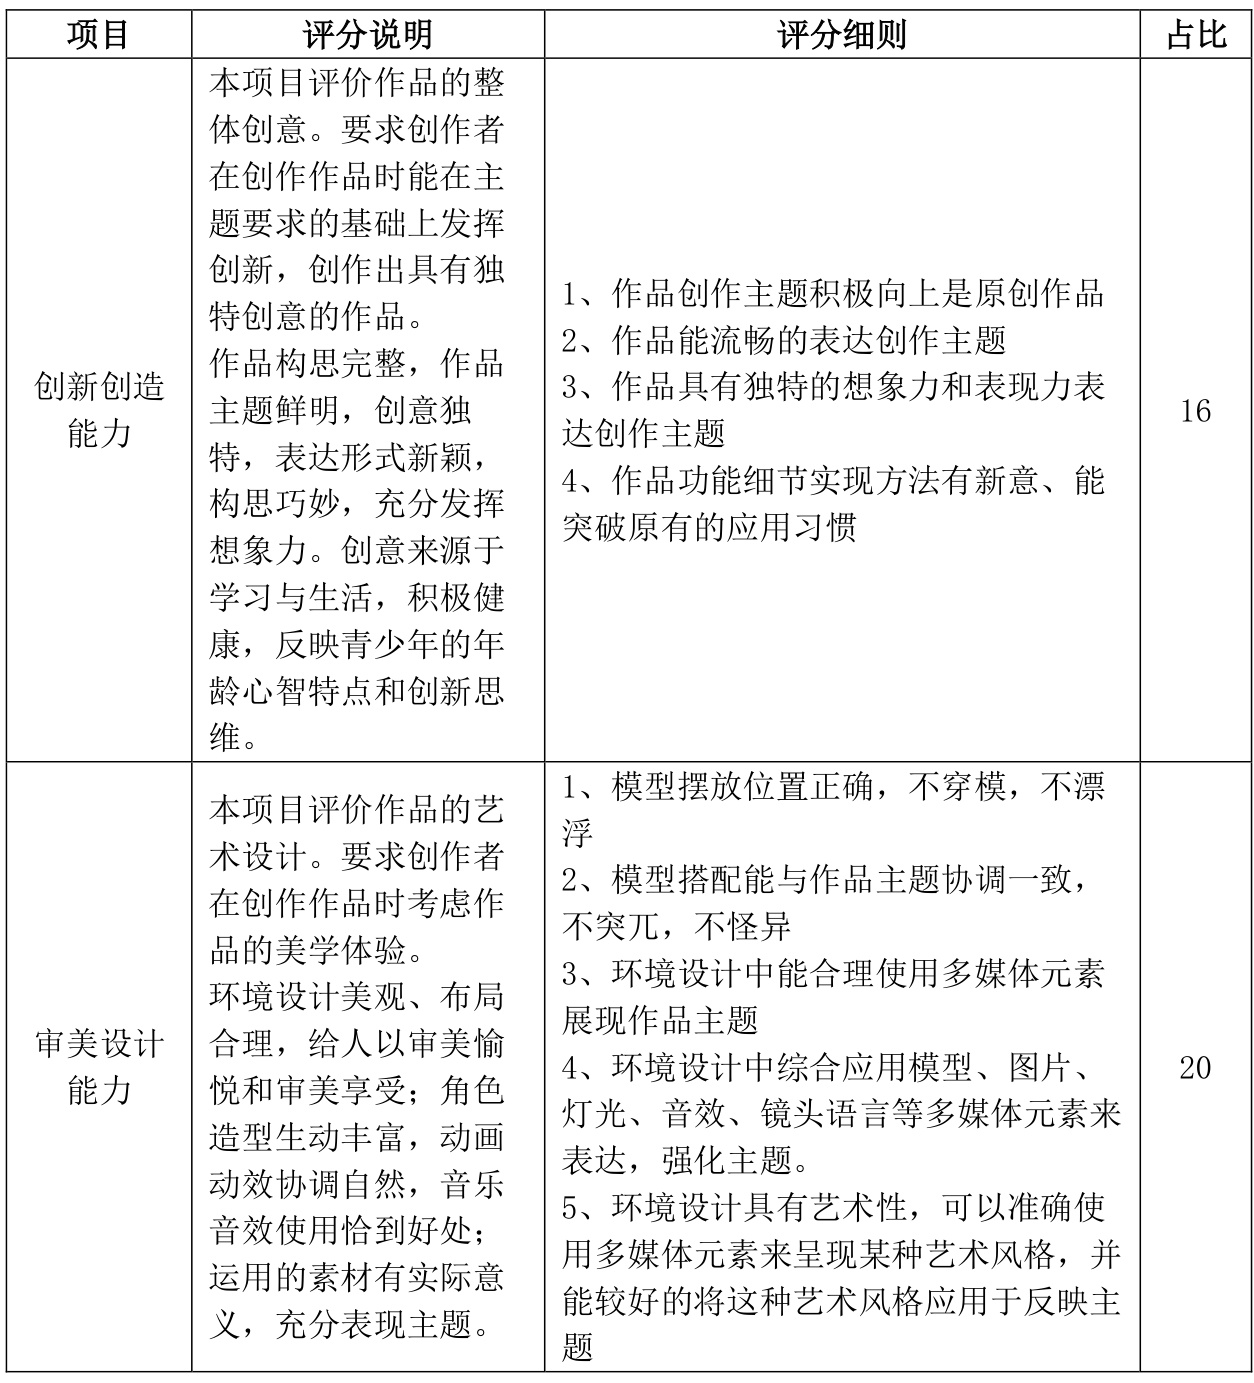 项目 评分说明 评分细则 占比
创新创造
能力
本项目评价作品的整
体创意。要求创作者
在创作作品时能在主
题要求的基础上发挥
创新，创作出具有独
特创意的作品。
作品构思完整，作品
主题鲜明，创意独
特，表达形式新颖，
构思巧妙，充分发挥
想象力。创意来源于
学习与生活，积极健
康，反映青少年的年
龄心智特点和创新思
维。
1、作品创作主题积极向上是原创作品
2、作品能流畅的表达创作主题
3、作品具有独特的想象力和表现力表
达创作主题
4、作品功能细节实现方法有新意、能
突破原有的应用习惯
16
审美设计
能力
本项目评价作品的艺
术设计。要求创作者
在创作作品时考虑作
品的美学体验。
环境设计美观、布局
合理，给人以审美愉
悦和审美享受；角色
造型生动丰富，动画
动效协调自然，音乐
音效使用恰到好处；
运用的素材有实际意
义，充分表现主题。
1、模型摆放位置正确，不穿模，不漂
浮
2、模型搭配能与作品主题协调一致，
不突兀，不怪异
3、环境设计中能合理使用多媒体元素
展现作品主题
4、环境设计中综合应用模型、图片、
灯光、音效、镜头语言等多媒体元素来
表达，强化主题。
5、环境设计具有艺术性，可以准确使
用多媒体元素来呈现某种艺术风格，并
能较好的将这种艺术风格应用于反映主
题
20